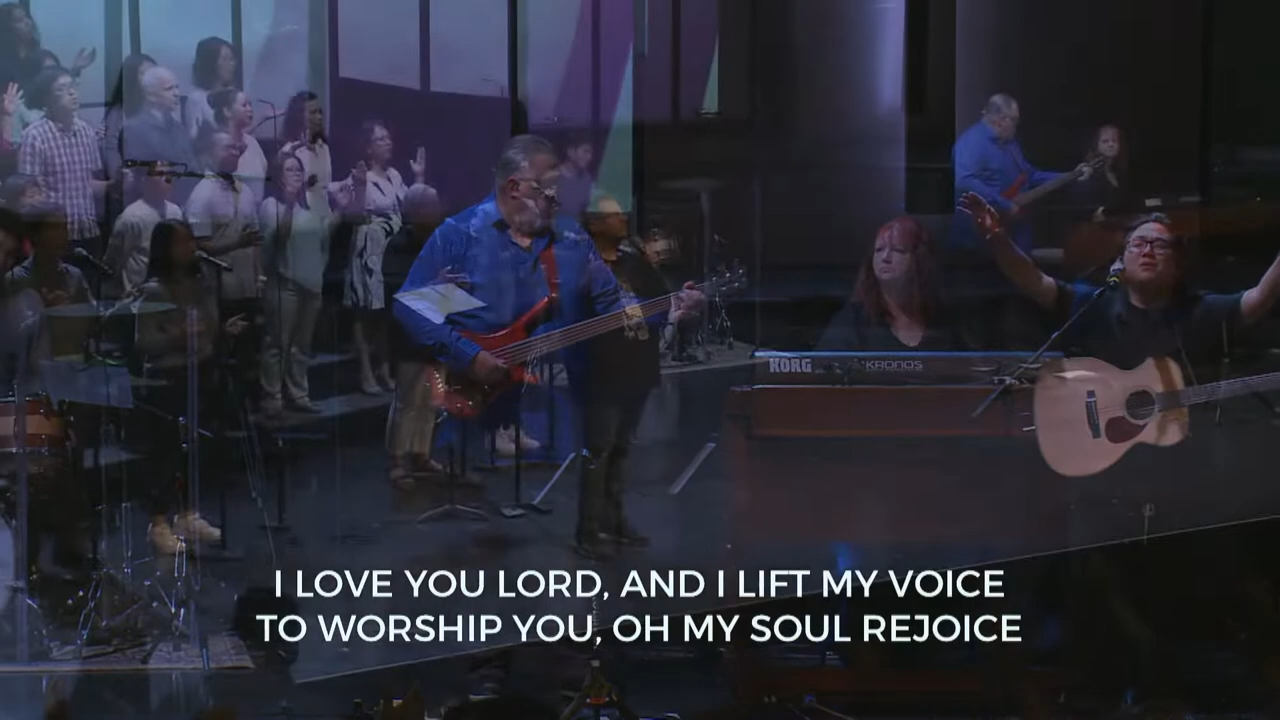 KORG
KRONOS
I LOVE YOU LORD, AND I LIFT MY VOICE
TO WORSHIP YOU, OH MY SOUL REJOICE